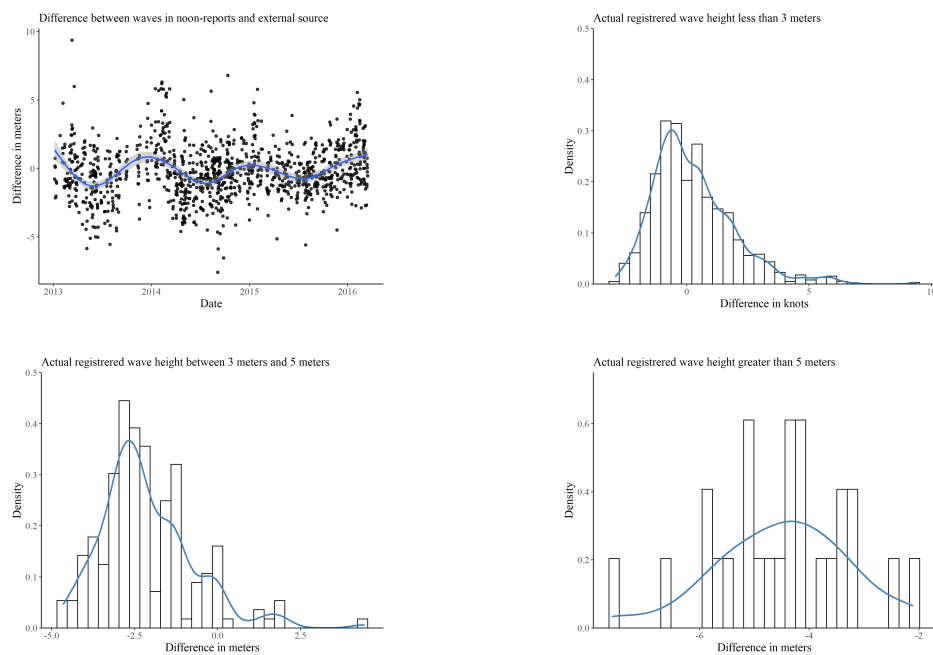 Difference between waves in noon-reports and external source
10
5
0
-5
Difference in meters
2013
2014
2015
2016
Date
Actual registrered wave height less than 3 meters
0.5
0.4
0.3
0.2
0.1
0.0
Density
0
5
10
Difference in knots
Actual registrered wave height between 3 meters and 5 meters
0.5
0.4
0.3
0.2
0.1
0.0
Density
-5.0
-2.5
0.0
2.5
Difference in meters
Actual registrered wave height greater than 5 meters
0.6
0.4
0.2
0.0
Density
-6
-4
-2
Difference in meters